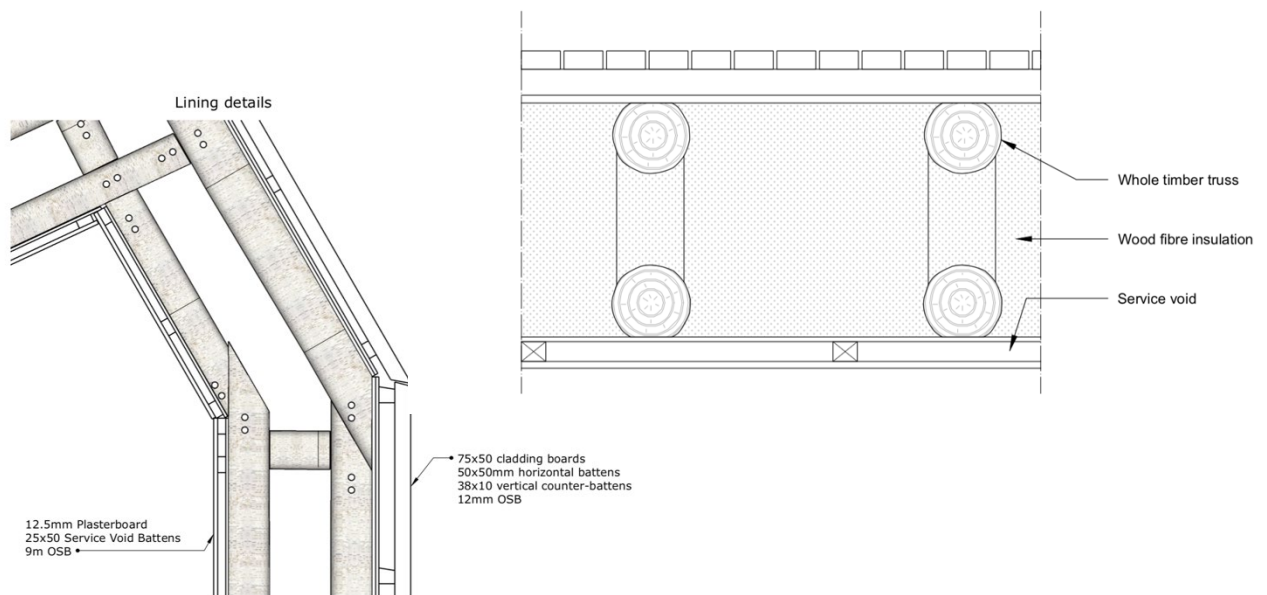 Lining details
Whole timber truss
Wood fibre insulation
Service void
75x50 cladding boards
50x50mm horizontal battens
38x10 vertical counter-battens
12mm OSB
12.5mm Plasterboard
25x50 Service Void Battens
9m OSB